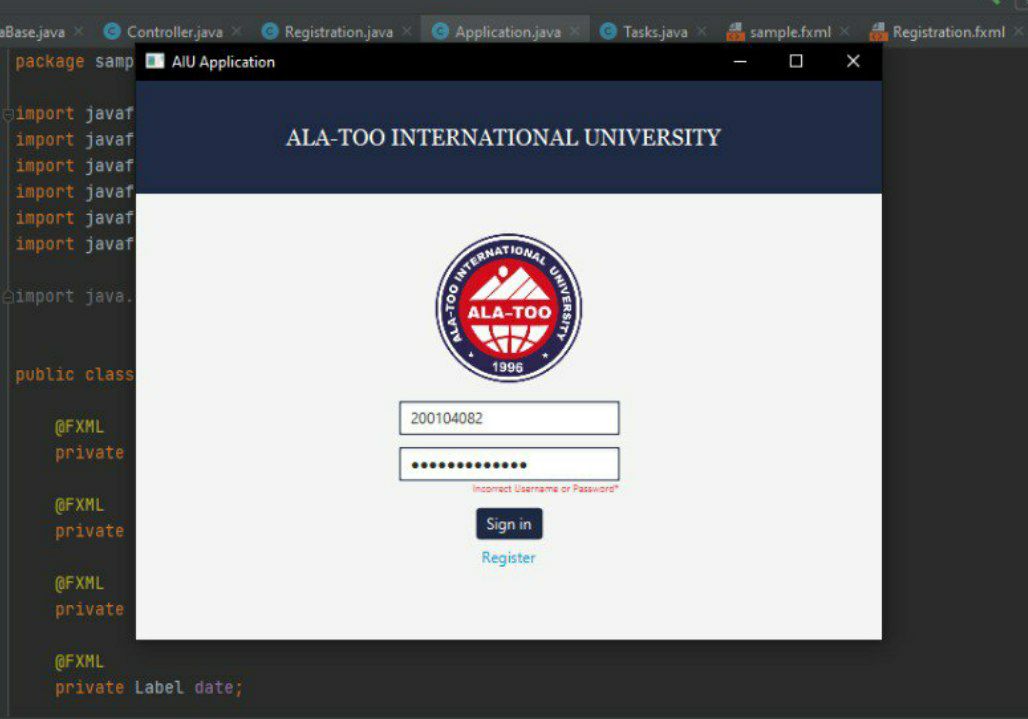 aBase.java Controller.java Registration.java Application.java Tasks.java sample.fxml Registration.fxml
package samp
import javaf
import javaf
import javaf
import javaf
import javaf
import javaf
import java.
public class
@FXML
private
@FXML
private
@FXML
private
@FXML
private Label date;
AIU Application
ALA-TOO INTERNATIONAL UNIVERSITY
ALA-TOO INTERNATIONAL UNIVERSITY
ALA-TOO
1996
200104082
•••••••••••••
Incorrect Username or Password*
Sign in
Register